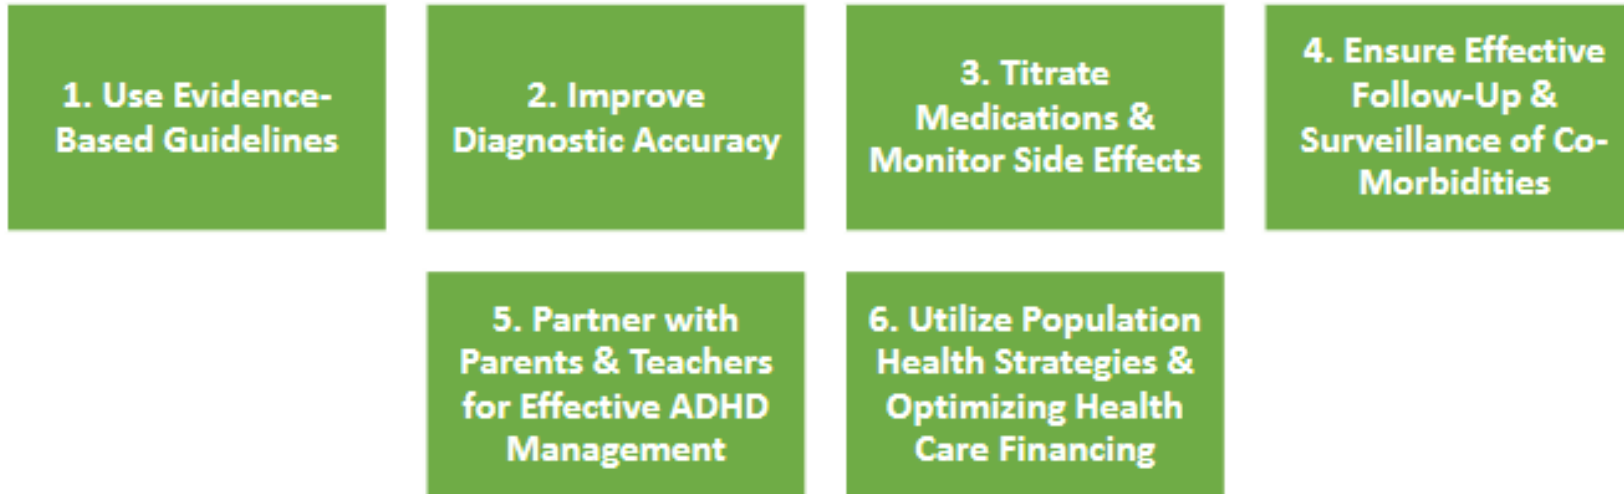 1. Use Evidence-
Based Guidelines
2. Improve
Diagnostic Accuracy
3. Titrate
Medications &
Monitor Side Effects
4. Ensure Effective
Follow-Up &
Surveillance of Co-
Morbidities
5. Partner with
Parents & Teachers
for Effective ADHD
Management
6. Utilize Population
Health Strategies &
Optimizing Health
Care Financing